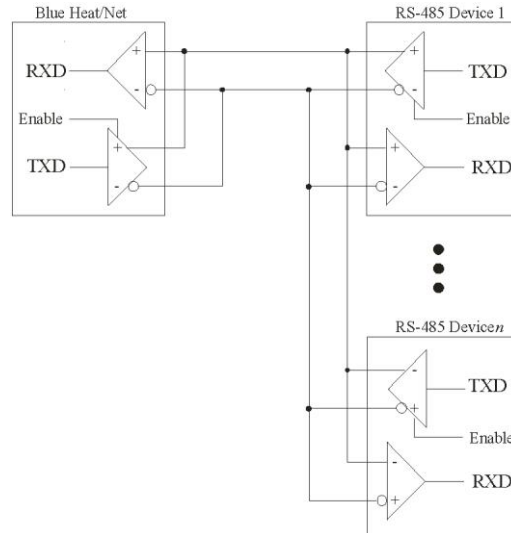 Blue Heat/Net
RXD
+
-
Enable
TXD
+
-
RS-485 Device 1
+
-
TXD
Enable
+
-
RXD
RS-485 Devicen
-
+
TXD
Enable
-
+
RXD